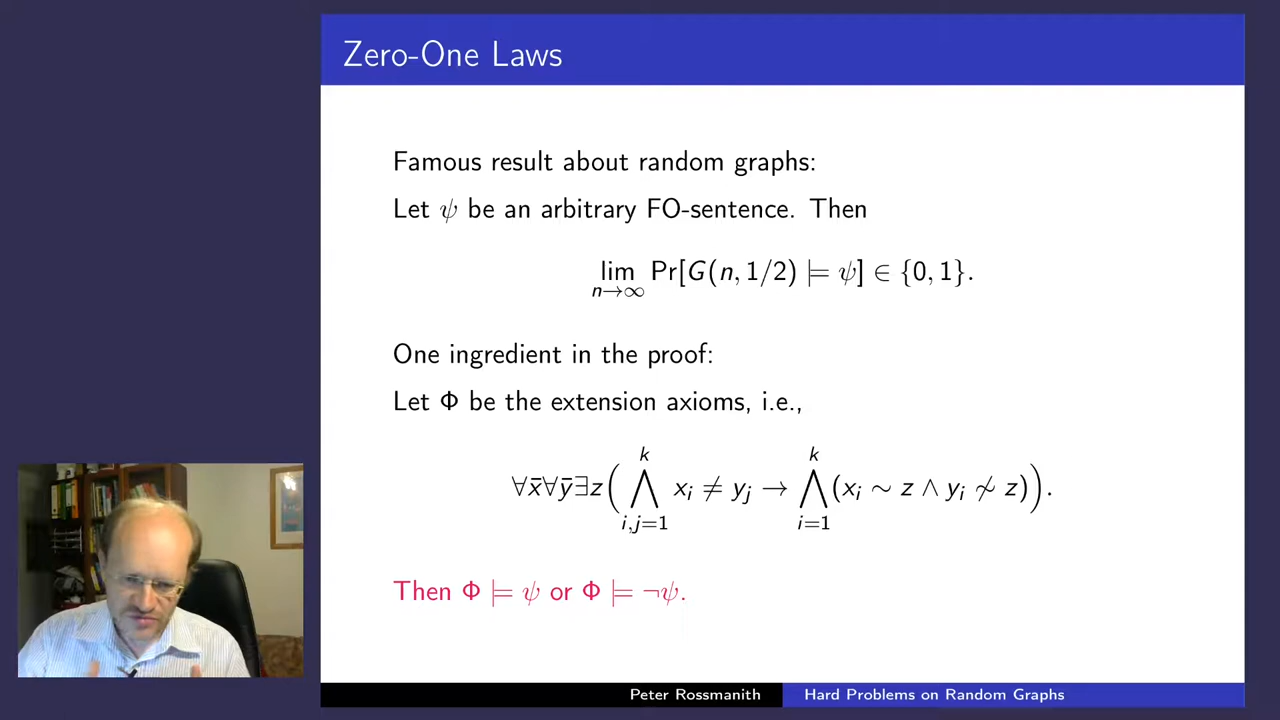 Zero-One Laws
Famous result about random graphs:
Let ψ be an arbitrary FO-sentence. Then
lim n→∞ Pr[G(n, 1/2) ⊨ ψ] ∈ {0, 1}.
One ingredient in the proof:
Let Φ be the extension axioms, i.e.,
∀x̄∀ȳ∃z(⋀_{i,j=1}^{k} x_i ≠ y_j → ⋀_{i=1}^{k} (x_i ∼ z ∧ y_i ≁ z)).
Then Φ ⊨ ψ or Φ ⊨ ¬ψ.
Peter Rossmanith Hard Problems on Random Graphs